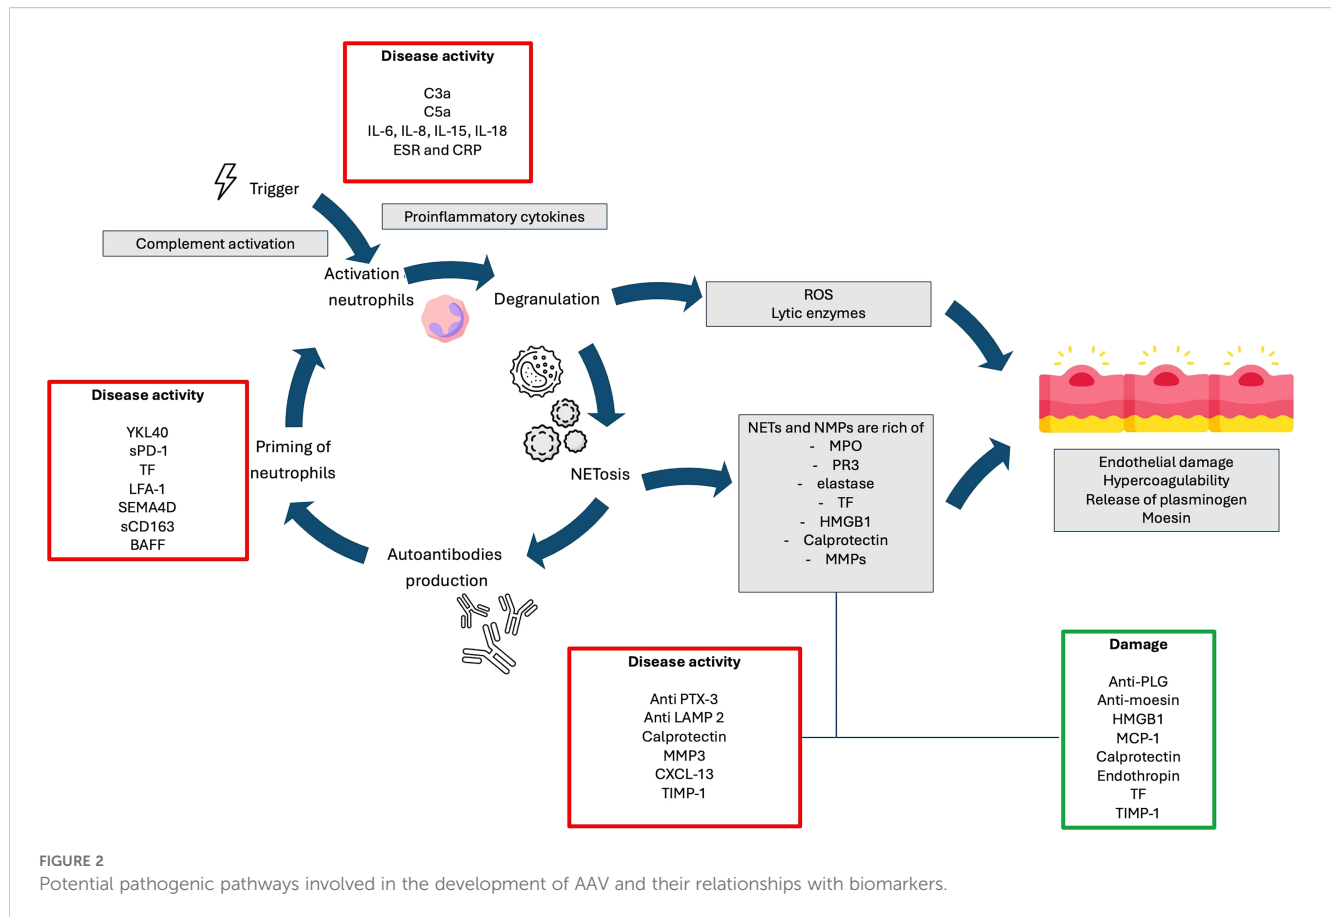 Disease activity
C3a
C5a
IL-6, IL-8, IL-15, IL-18
ESR and CRP
Trigger
Proinflammatory cytokines
Complement activation
Activation
neutrophils
Degranulation
ROS
Lytic enzymes
Disease activity
YKL40
sPD-1
TF
LFA-1
SEMA4D
sCD163
BAFF
Priming of
neutrophils
NETosis
NETs and NMPs are rich of
- MPO
- PR3
- elastase
- TF
- HMGB1
- Calprotectin
- MMPs
Endothelial damage
Hypercoagulability
Release of plasminogen
Moesin
Autoantibodies
production
Disease activity
Anti PTX-3
Anti LAMP 2
Calprotectin
MMP3
CXCL-13
TIMP-1
Damage
Anti-PLG
Anti-moesin
HMGB1
MCP-1
Calprotectin
Endothropin
TF
TIMP-1
FIGURE 2
Potential pathogenic pathways involved in the development of AAV and their relationships with biomarkers.